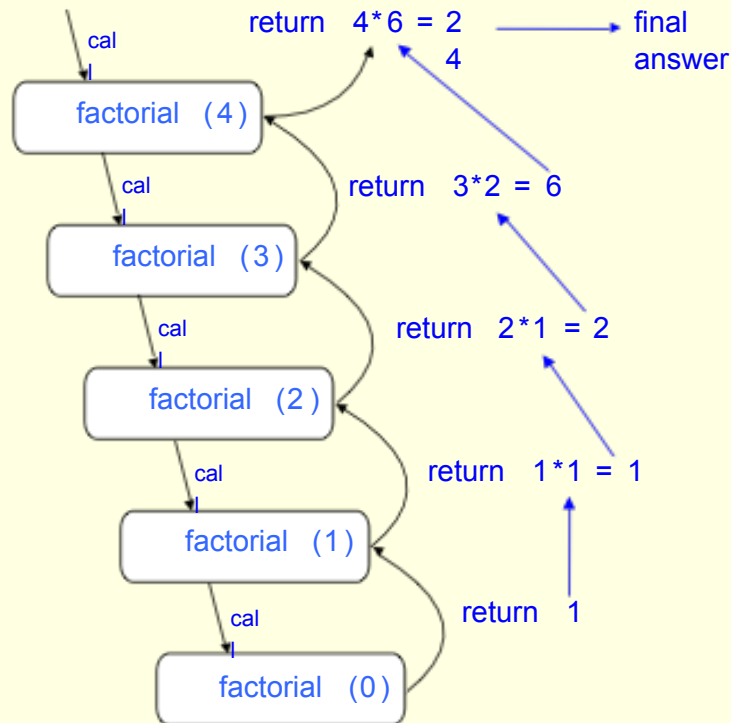 cal
l
return 4*6 = 2
4
final
answer
factorial (4)
cal
l
return 3*2 = 6
factorial (3)
cal
l
return 2*1 = 2
factorial (2)
cal
l
return 1*1 = 1
factorial (1)
cal
l
return 1
factorial (0)